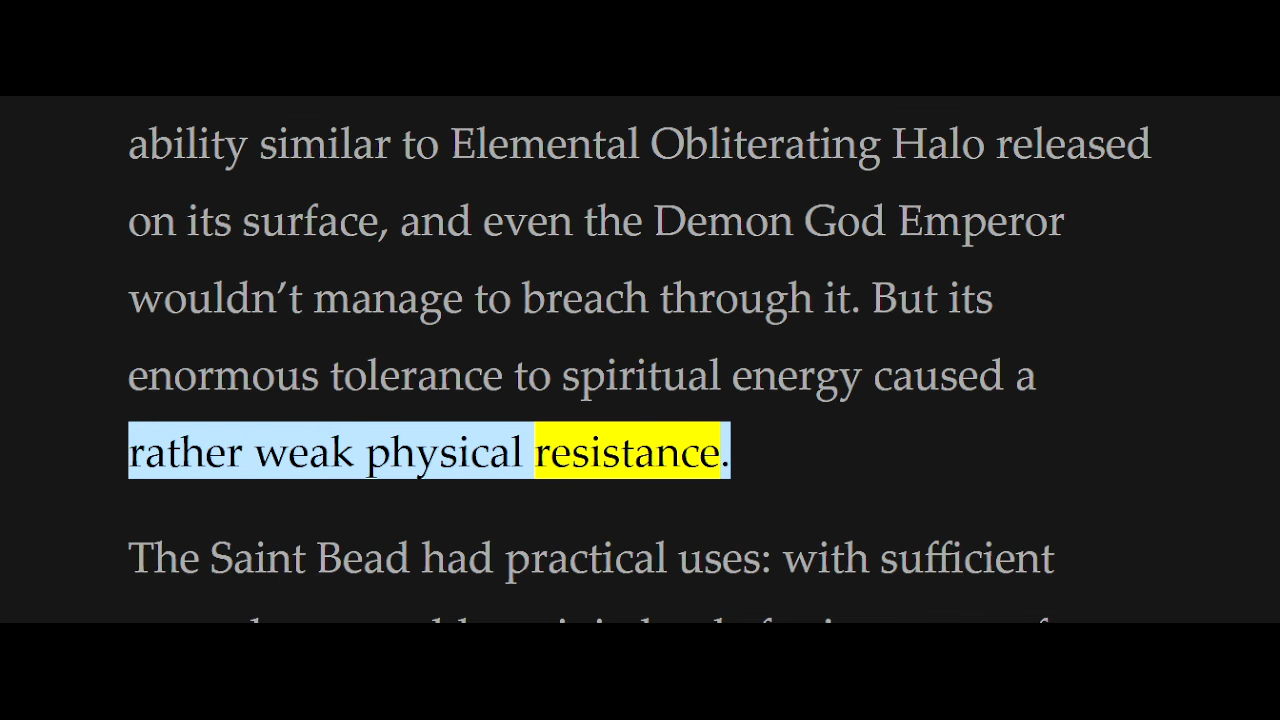 ability similar to Elemental Obliterating Halo released
on its surface, and even the Demon God Emperor
wouldn’t manage to breach through it. But its
enormous tolerance to spiritual energy caused a
rather weak physical resistance.
The Saint Bead had practical uses: with sufficient